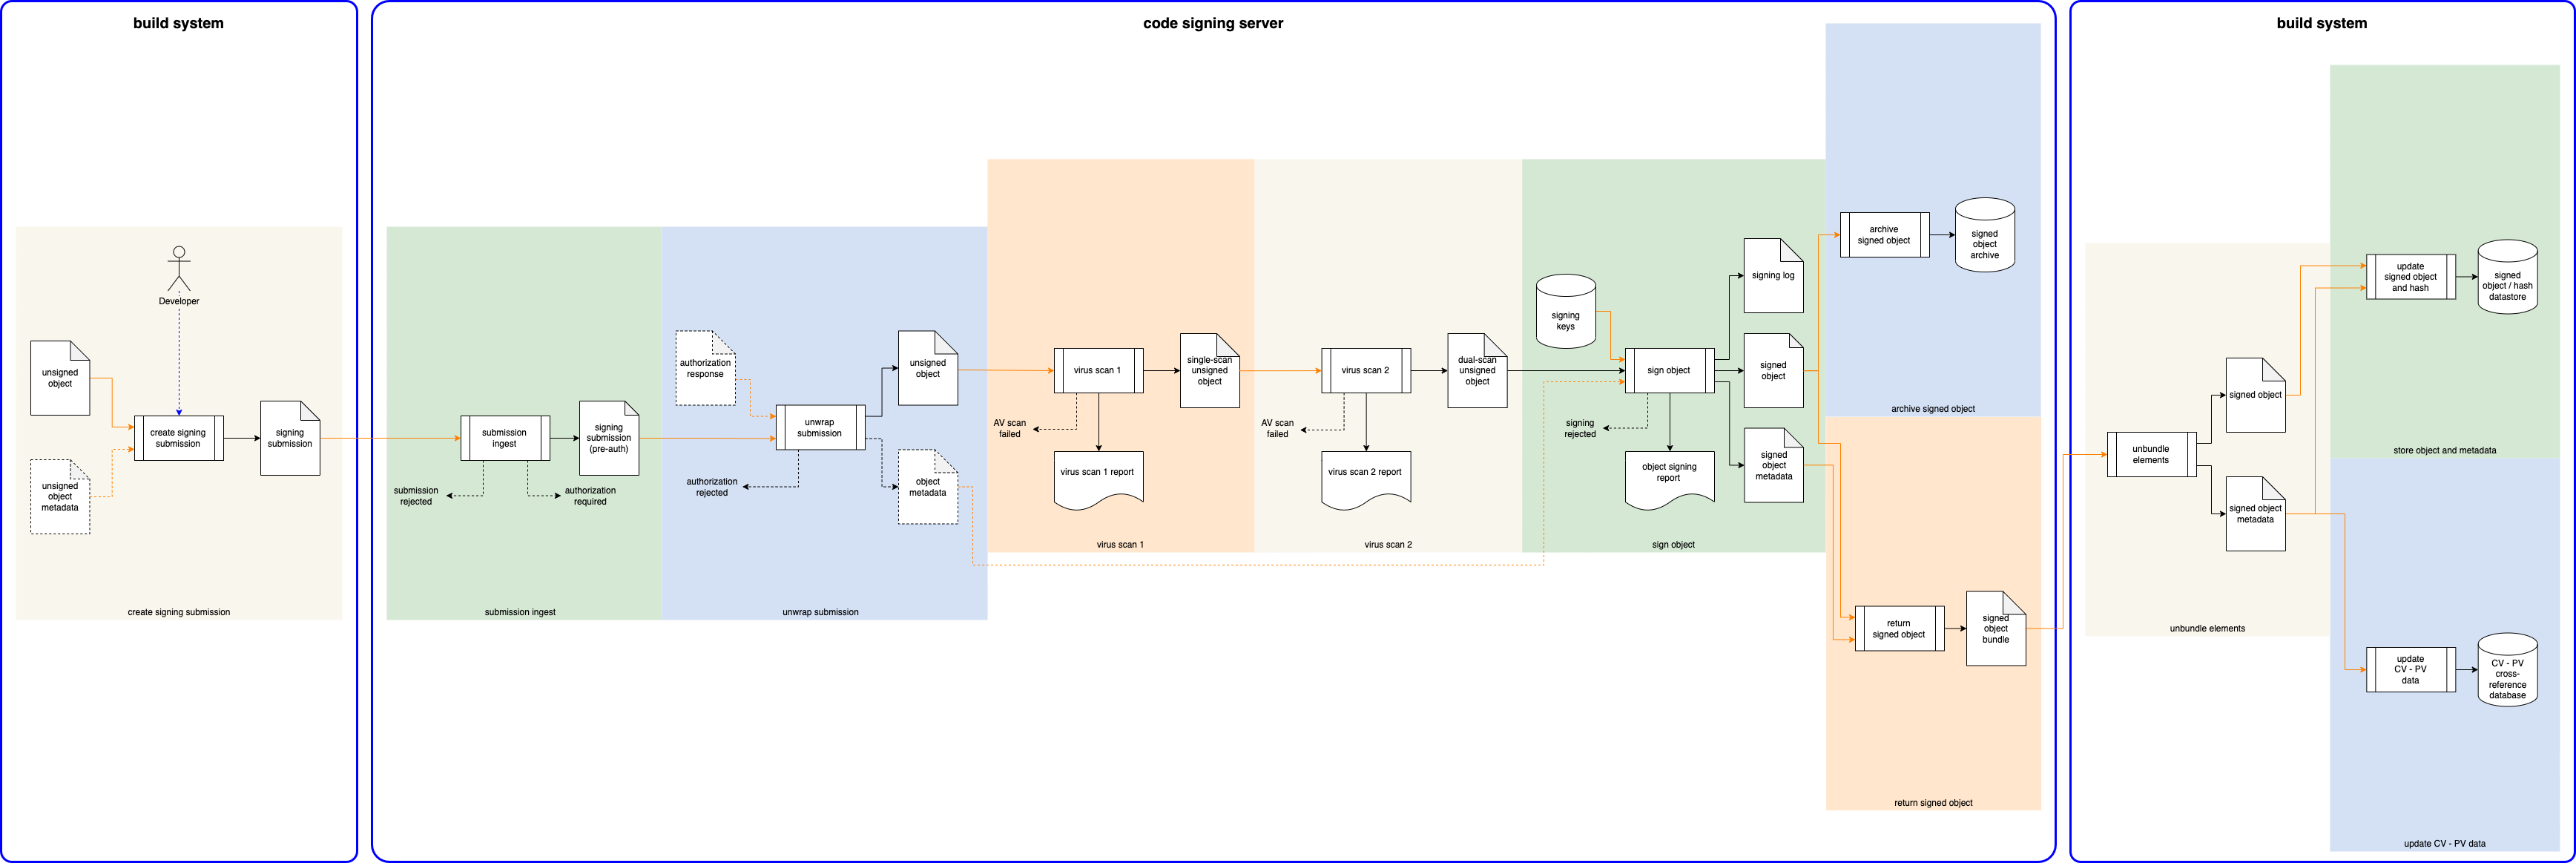 build system
Developer
unsigned
object
unsigned
object
metadata
create signing
submission
signing
submission
create signing submission
code signing server
submission
ingest
signing
submission
(pre-auth)
submission
rejected
authorization
required
submission ingest
authorization
response
unwrap
submission
authorization
rejected
unsigned
object
object
metadata
unwrap submission
virus scan 1
single-scan
unsigned
object
AV scan
failed
virus scan 1 report
virus scan 1
virus scan 2
dual-scan
unsigned
object
AV scan
failed
virus scan 2 report
virus scan 2
signing
keys
sign object
signing
rejected
object signing
report
signing log
signed
object
signed
object
metadata
sign object
archive
signed object
signed
object
archive
archive signed object
return
signed object
signed
object
bundle
return signed object
build system
unbundle
elements
signed object
signed object
metadata
unbundle elements
update
signed object
and hash
signed
object / hash
datastore
store object and metadata
update
CV - PV
data
CV - PV
cross-
reference
database
update CV - PV data